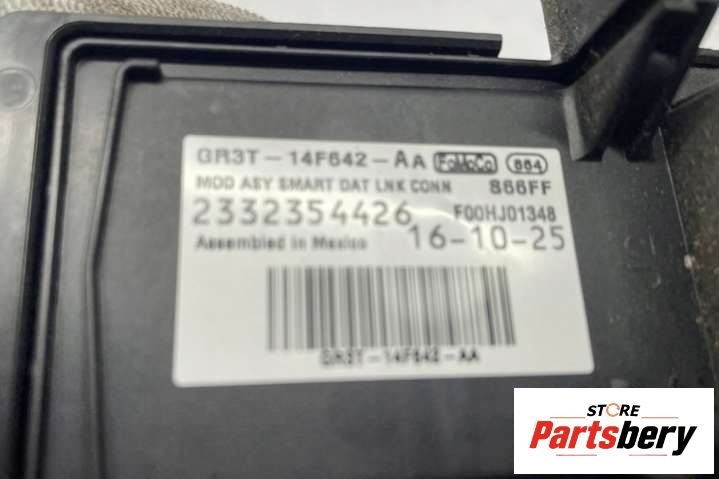 GR3T-14F642-AA FoMoCo 864
MOD ASY SMART DAT LNK CONN 866FF
2332354426 F00HJ01348
Assembled in Mexico 16-10-25
GR3T-14F642-AA
STORE
Partsbery